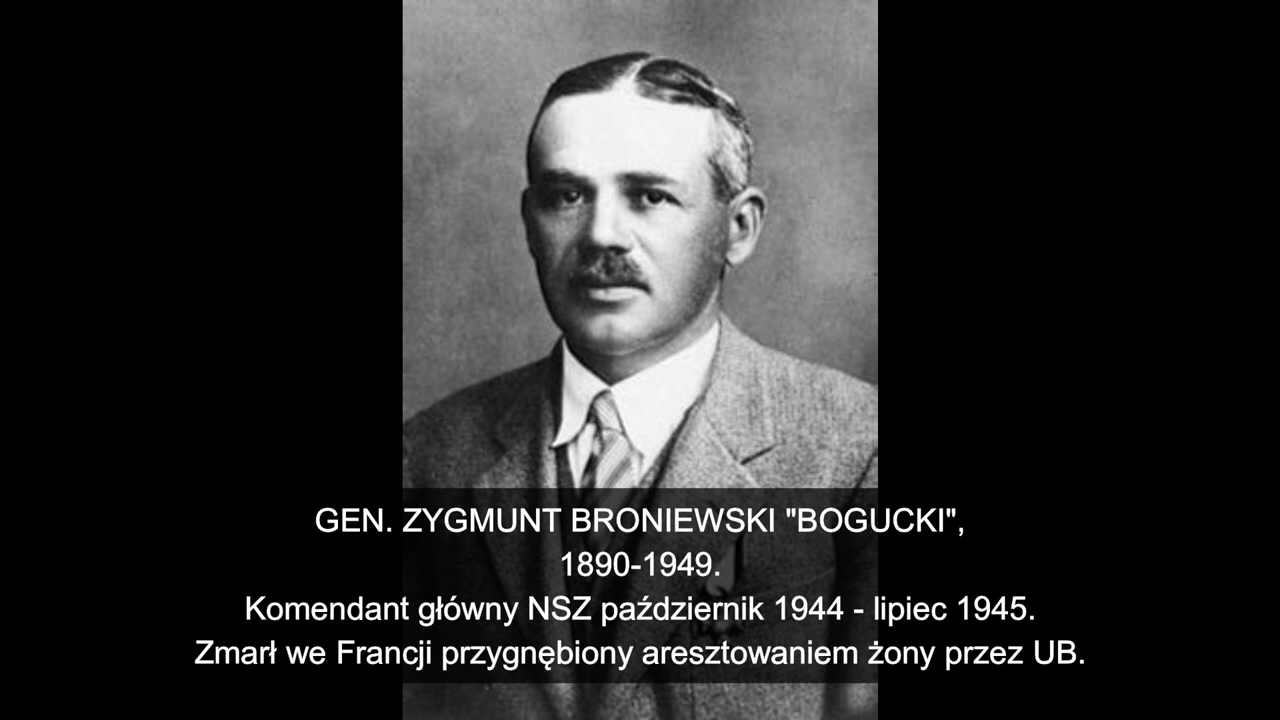 GEN. ZYGMUNT BRONIEWSKI "BOGUCKI",
1890-1949.
Komendant główny NSZ październik 1944 - lipiec 1945.
Zmarł we Francji przygnębiony aresztowaniem żony przez UB.